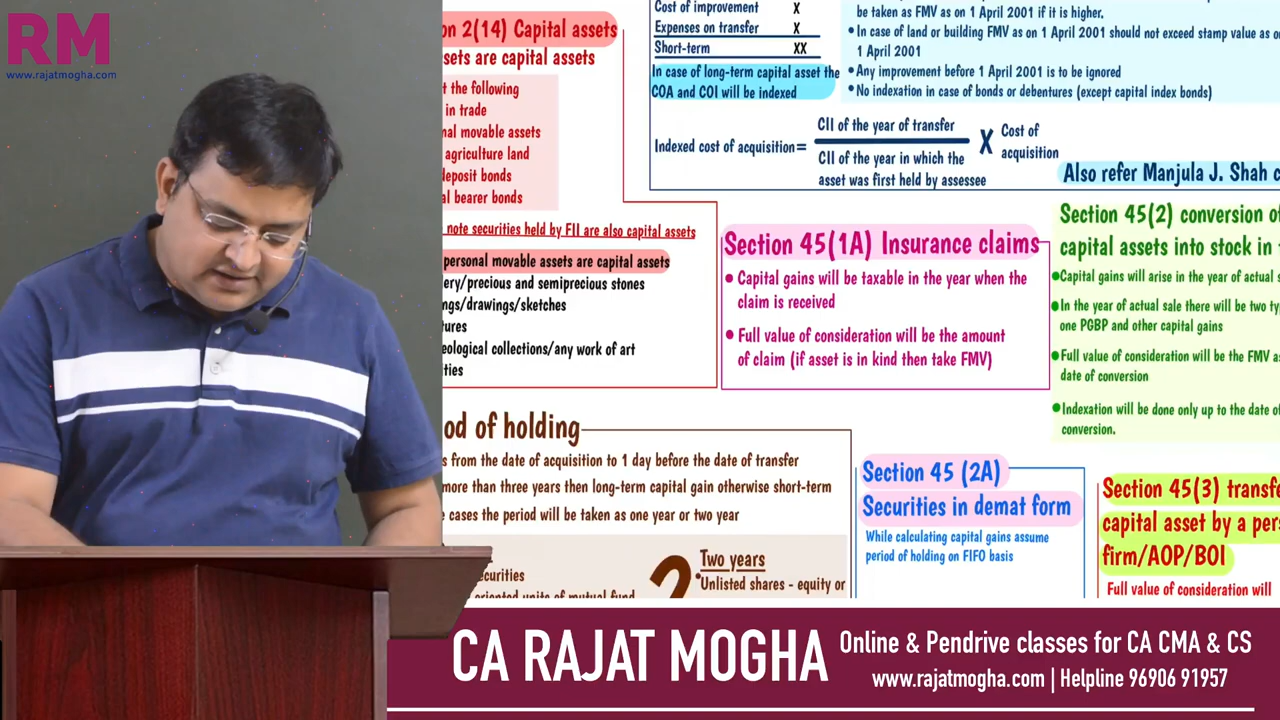 RM
www.rajatmogha.com
on 2(14) Capital assets
sets are capital assets
t the following
in trade
nal movable assets
agriculture land
deposit bonds
al bearer bonds
note securities held by FII are also capital assets
personal movable assets are capital assets
ery/precious and semiprecious stones
ngs/drawings/sketches
tures
eological collections/any work of art
ities
Cost of improvement X
Expenses on transfer X
Short-term XX
In case of long-term capital asset the
COA and COI will be indexed
be taken as FMV as on 1 April 2001 if it is higher.
• In case of land or building FMV as on 1 April 2001 should not exceed stamp value as o
1 April 2001
• Any improvement before 1 April 2001 is to be ignored
• No indexation in case of bonds or debentures (except capital index bonds)
Indexed cost of acquisition=
CII of the year of transfer
CII of the year in which the
asset was first held by assessee
X
Cost of
acquisition
Also refer Manjula J. Shah c
Section 45(1A) Insurance claims
• Capital gains will be taxable in the year when the
claim is received
• Full value of consideration will be the amount
of claim (if asset is in kind then take FMV)
Section 45(2) conversion of
capital assets into stock in
• Capital gains will arise in the year of actual s
• In the year of actual sale there will be two ty
one PGBP and other capital gains
• Full value of consideration will be the FMV as
date of conversion
• Indexation will be done only up to the date of
conversion.
od of holding
s from the date of acquisition to 1 day before the date of transfer
more than three years then long-term capital gain otherwise short-term
e cases the period will be taken as one year or two year
ecurities
oriented units of mutual fund
2
Two years
• Unlisted shares - equity or
Section 45 (2A)
Securities in demat form
While calculating capital gains assume
period of holding on FIFO basis
Section 45(3) transfe
capital asset by a pers
firm/AOP/BOI
Full value of consideration will
CA RAJAT MOGHA
Online & Pendrive classes for CA CMA & CS
www.rajatmogha.com | Helpline 96906 91957